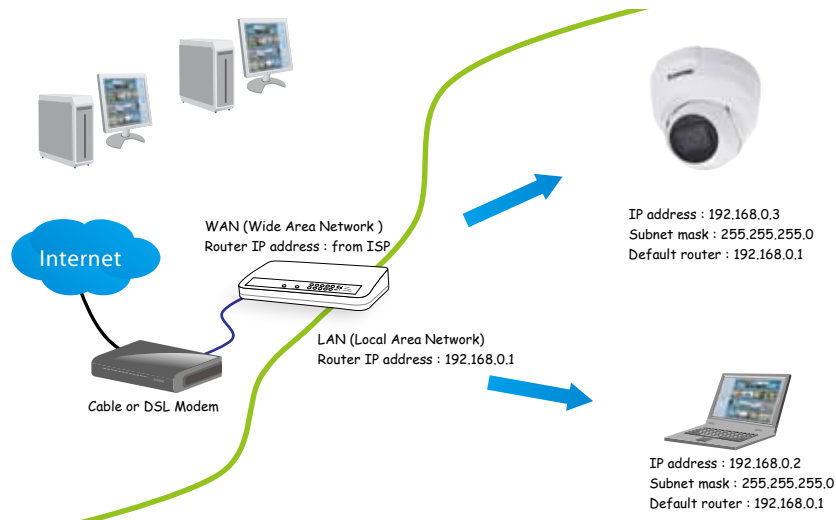 WAN (Wide Area Network )
Router IP address : from ISP
Internet
LAN (Local Area Network)
Router IP address : 192.168.0.1
Cable or DSL Modem
IP address : 192.168.0.3
Subnet mask : 255.255.255.0
Default router : 192.168.0.1
IP address : 192.168.0.2
Subnet mask : 255.255.255.0
Default router : 192.168.0.1